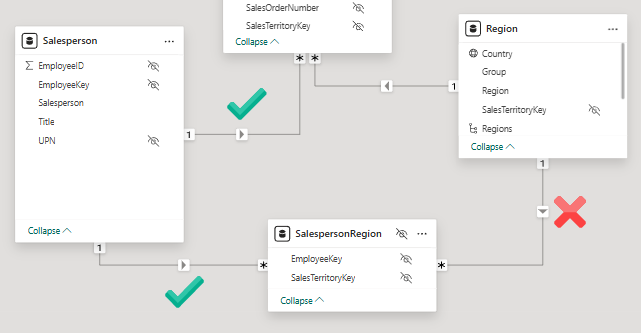 SalesOrderNumber
SalesTerritoryKey
Collapse
* *
Salesperson ...
Σ EmployeeID
EmployeeKey
Salesperson
Title
UPN
Collapse
1
1
Region ...
Country
Group
Region
SalesTerritoryKey
Regions
Collapse
1
1
SalespersonRegion ...
EmployeeKey
SalesTerritoryKey
Collapse
* *